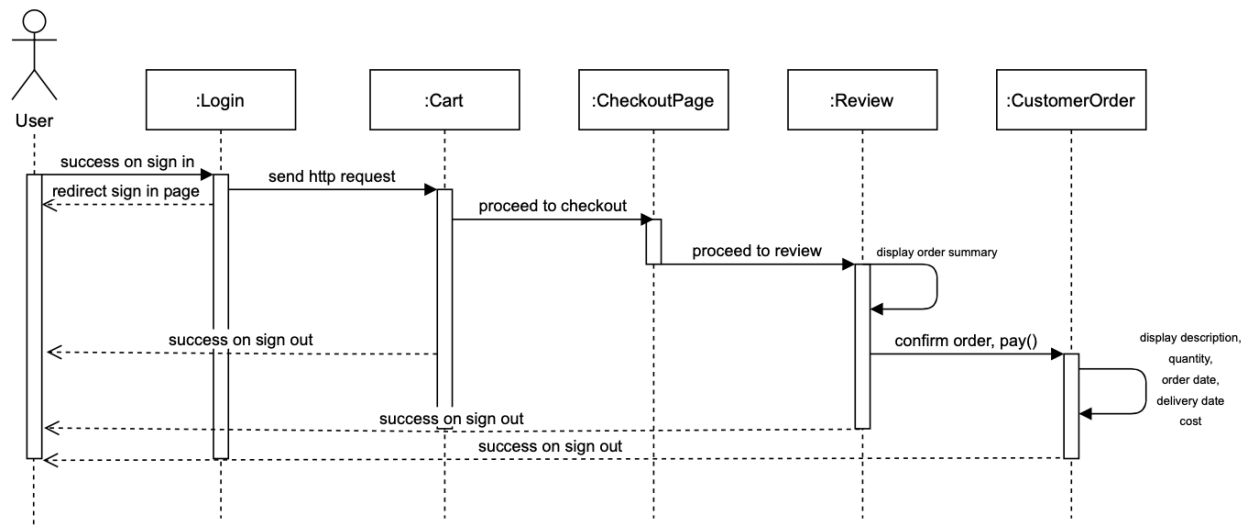 User
:Login
:Cart
:CheckoutPage
:Review
:CustomerOrder
success on sign in
redirect sign in page
send http request
proceed to checkout
proceed to review
display order summary
success on sign out
confirm order, pay()
display description,
quantity,
order date,
delivery date
cost
success on sign out
success on sign out